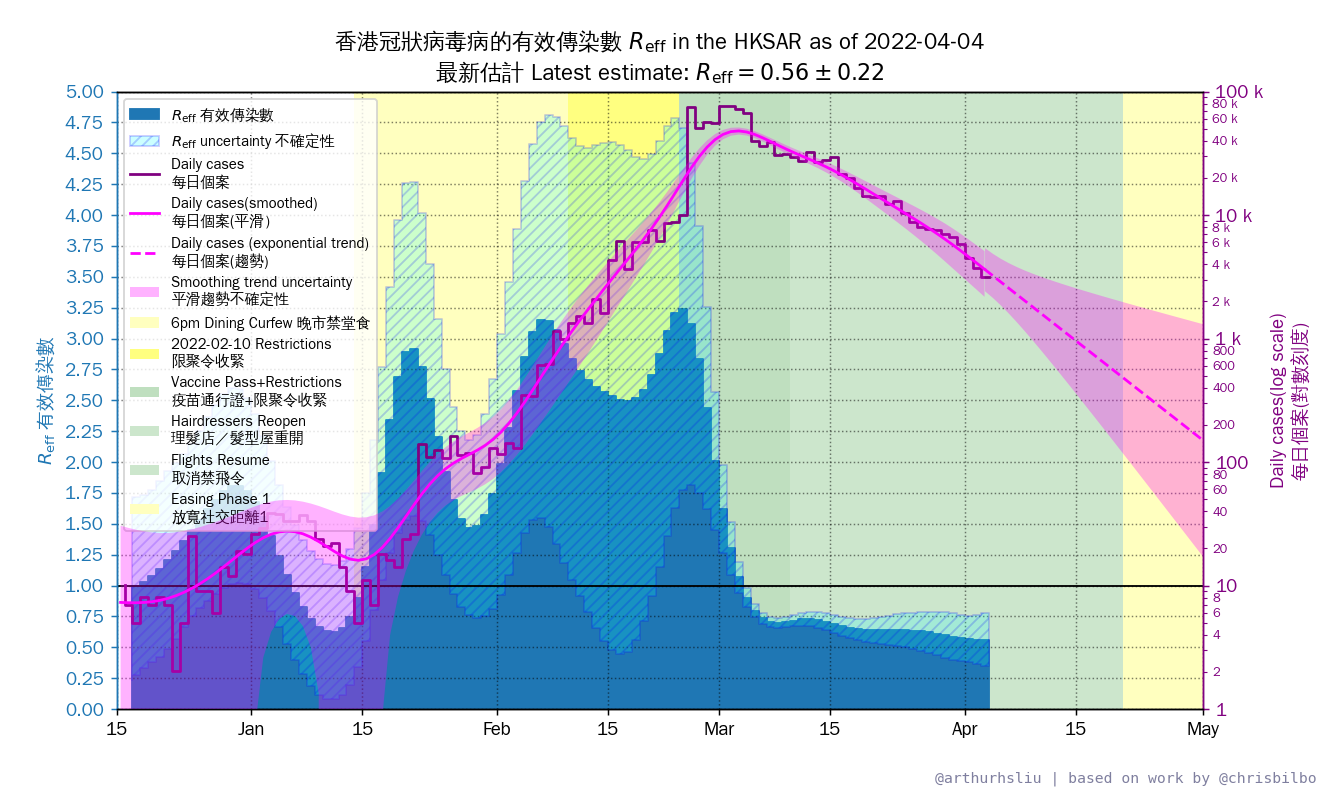 香港冠狀病毒病的有效傳染數 Reff in the HKSAR as of 2022-04-04
最新估計 Latest estimate: Reff = 0.56 ± 0.22
Reff 有效傳染數
Reff uncertainty 不確定性
Daily cases
每日個案
Daily cases(smoothed)
每日個案(平滑)
Daily cases (exponential trend)
每日個案(趨勢)
Smoothing trend uncertainty
平滑趨勢不確定性
6pm Dining Curfew 晚市禁堂食
2022-02-10 Restrictions
限聚令收緊
Vaccine Pass+Restrictions
疫苗通行證+限聚令收緊
Hairdressers Reopen
理髮店／髮型屋重開
Flights Resume
取消禁飛令
Easing Phase 1
放寬社交距離1
Reff 有效傳染數
5.00
4.75
4.50
4.25
4.00
3.75
3.50
3.25
3.00
2.75
2.50
2.25
2.00
1.75
1.50
1.25
1.00
0.75
0.50
0.25
0.00
15
Jan
15
Feb
15
Mar
15
Apr
15
May
100 k
80 k
60 k
40 k
20 k
10 k
8 k
6 k
4 k
2 k
1 k
800
600
400
200
100
80
60
40
20
10
8
6
4
2
1
Daily cases(log scale)
每日個案(對數刻度)
@arthurhsliu | based on work by @chrisbilbo